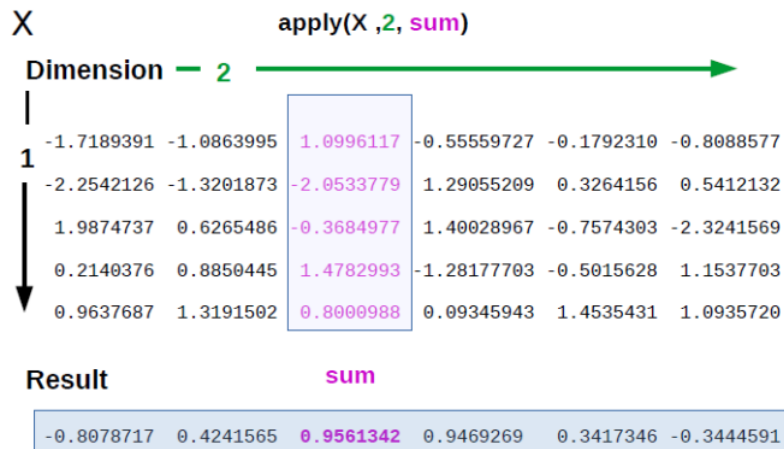 X
apply(X ,2, sum)
Dimension 2
1
-1.7189391 -1.0863995 1.0996117 -0.55559727 -0.1792310 -0.8088577
-2.2542126 -1.3201873 -2.0533779 1.29055209 0.3264156 0.5412132
1.9874737 0.6265486 -0.3684977 1.40028967 -0.7574303 -2.3241569
0.2140376 0.8850445 1.4782993 -1.28177703 -0.5015628 1.1537703
0.9637687 1.3191502 0.8000988 0.09345943 1.4535431 1.0935720
Result sum
-0.8078717 0.4241565 0.9561342 0.9469269 0.3417346 -0.3444591